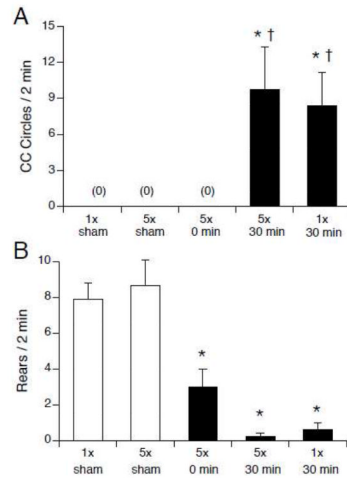 A
15
12
9
6
3
0
CC Circles / 2 min
(0) (0) (0) * † * †
1x 5x 5x 5x 1x
sham sham 0 min 30 min 30 min
B
10
8
6
4
2
0
Rears / 2 min
* * *
1x 5x 5x 5x 1x
sham sham 0 min 30 min 30 min